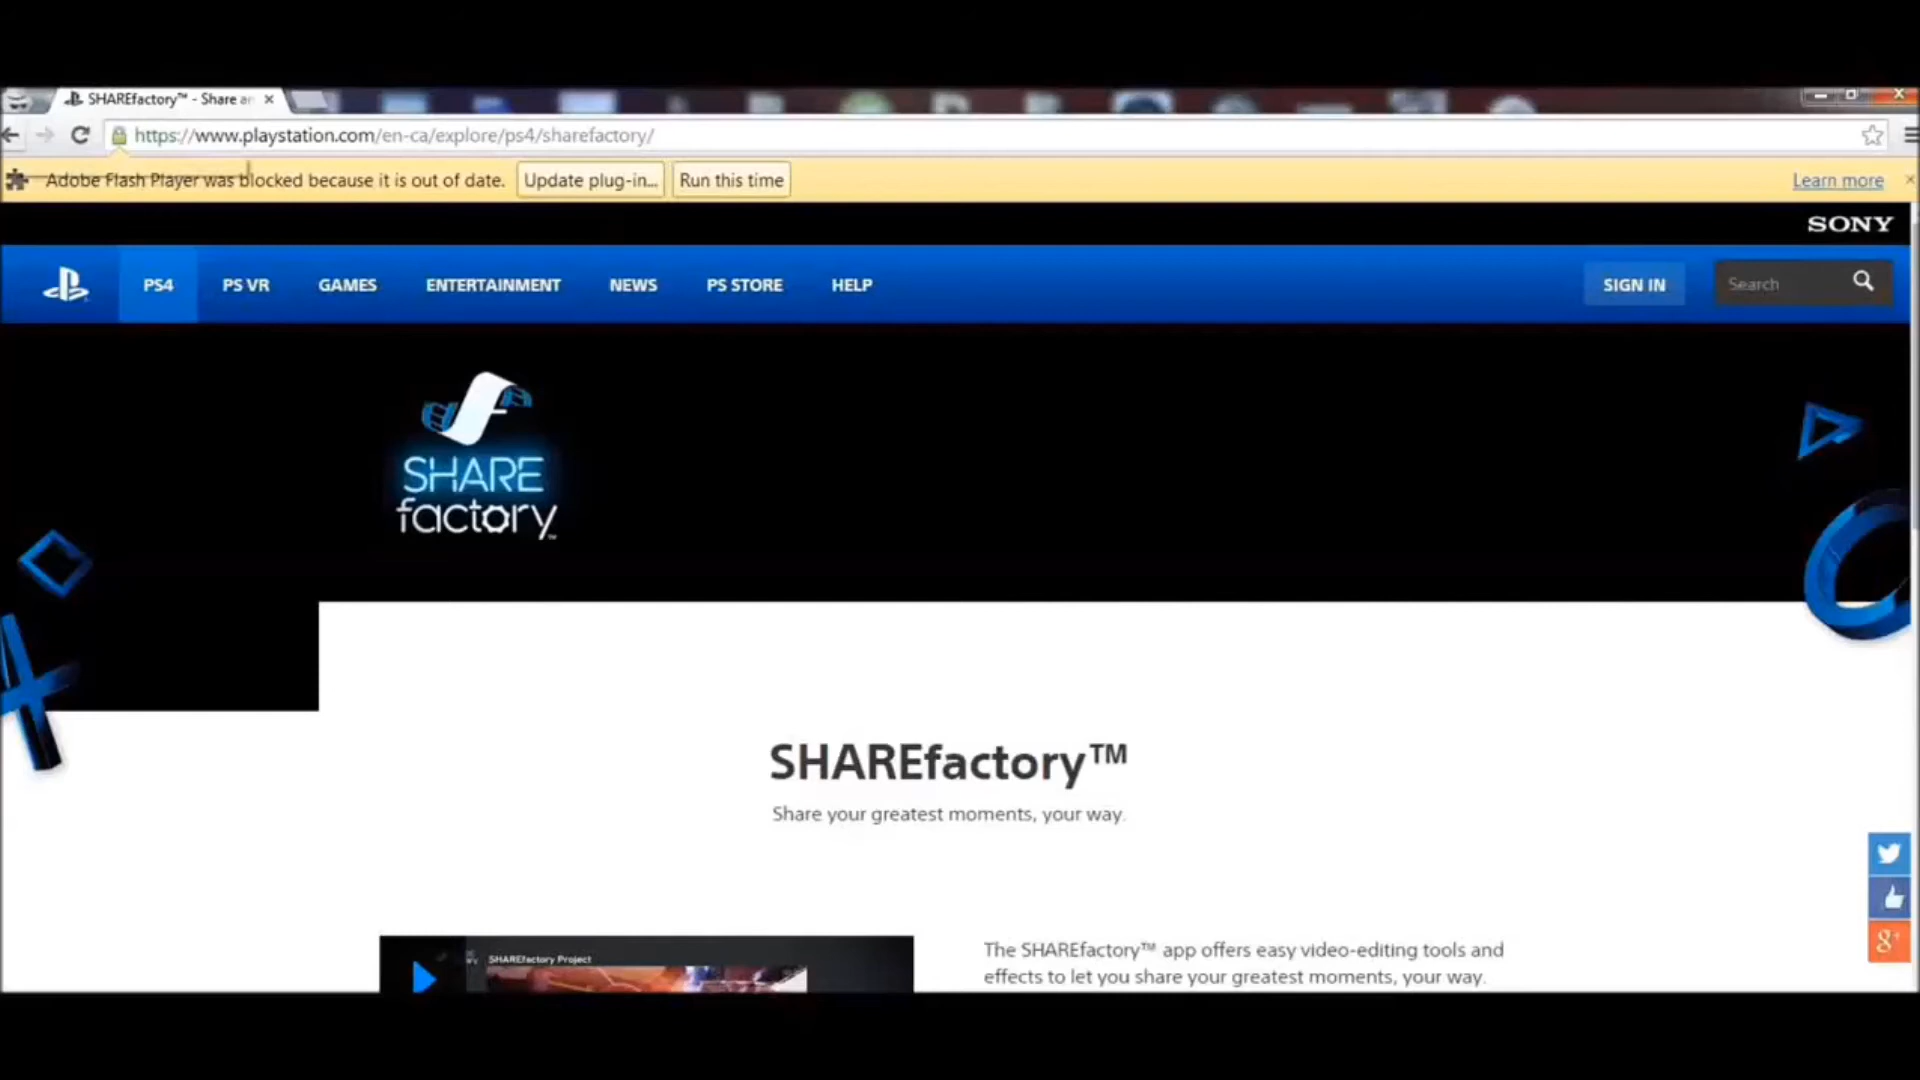 SHAREfactory™ - Share an
https://www.playstation.com/en-ca/explore/ps4/sharefactory/
Adobe Flash Player was blocked because it is out of date. Update plug-in... Run this time Learn more
SONY
PS4 PS VR GAMES ENTERTAINMENT NEWS PS STORE HELP SIGN IN Search
SHARE
factory™
SHAREfactory™
Share your greatest moments, your way.
SHAREfactory Project
The SHAREfactory™ app offers easy video-editing tools and
effects to let you share your greatest moments, your way.
g+